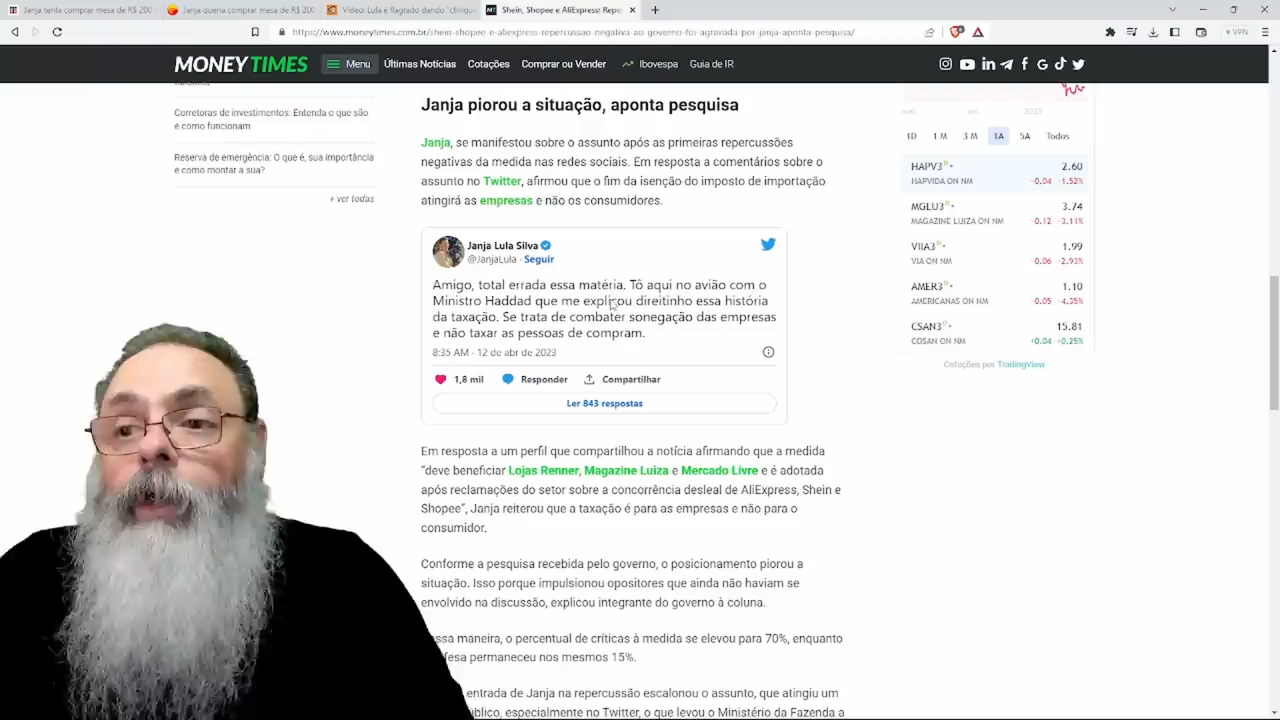 Janja tenta comprar mesa de R$ 200
Janja queria comprar mesa de R$ 200
Vídeo: Lula é flagrado dando "chiliqu
Shein, Shopee e AliExpress: Reper
https://www.moneytimes.com.br/shein-shopee-e-aliexpress-repercussao-negativa-ao-governo-foi-agravada-por-janja-aponta-pesquisa/
VPN
MONEY TIMES
Menu
Últimas Notícias
Cotações
Comprar ou Vender
Ibovespa
Guia de IR
Corretoras de investimentos: Entenda o que são
e como funcionam
Reserva de emergência: O que é, sua importância
e como montar a sua?
+ ver todas
Janja piorou a situação, aponta pesquisa
Janja, se manifestou sobre o assunto após as primeiras repercussões
negativas da medida nas redes sociais. Em resposta a comentários sobre o
assunto no Twitter, afirmou que o fim da isenção do imposto de importação
atingirá as empresas e não os consumidores.
Janja Lula Silva
@JanjaLula · Seguir
Amigo, total errada essa matéria. Tô aqui no avião com o
Ministro Haddad que me explicou direitinho essa história
da taxação. Se trata de combater sonegação das empresas
e não taxar as pessoas de compram.
8:35 AM · 12 de abr de 2023
1,8 mil
Responder
Compartilhar
Ler 843 respostas
Em resposta a um perfil que compartilhou a notícia afirmando que a medida
"deve beneficiar Lojas Renner, Magazine Luiza e Mercado Livre e é adotada
após reclamações do setor sobre a concorrência desleal de AliExpress, Shein e
Shopee", Janja reiterou que a taxação é para as empresas e não para o
consumidor.
Conforme a pesquisa recebida pelo governo, o posicionamento piorou a
situação. Isso porque impulsionou opositores que ainda não haviam se
envolvido na discussão, explicou integrante do governo à coluna.
essa maneira, o percentual de críticas à medida se elevou para 70%, enquanto
fesa permaneceu nos mesmos 15%.
entrada de Janja na repercussão escalonou o assunto, que atingiu um
úblico, especialmente no Twitter, o que levou o Ministério da Fazenda a
mai.
set.
2023
1D
1 M
3 M
1A
5A
Todos
HAPV3 2.60
HAPVIDA ON NM -0.04 -1.52%
MGLU3 3.74
MAGAZINE LUIZA ON NM -0.12 -3.11%
VIIA3 1.99
VIA ON NM -0.06 -2.93%
AMER3 1.10
AMERICANAS ON NM -0.05 -4.35%
CSAN3 15.81
COSAN ON NM +0.04 +0.25%
Cotações por TradingView